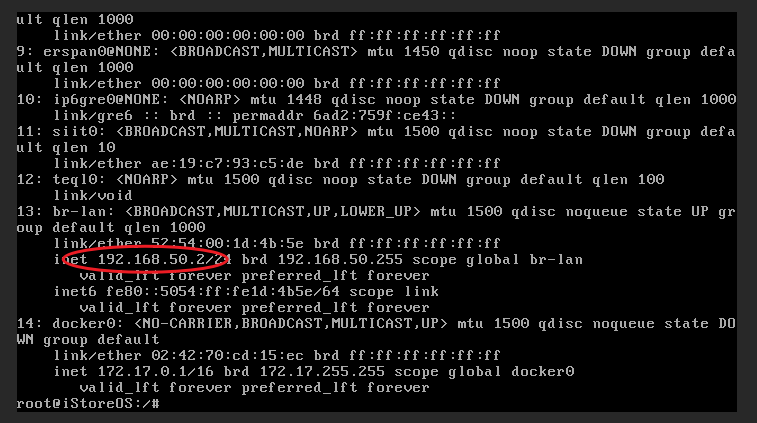 ult qlen 1000
link/ether 00:00:00:00:00:00 brd ff:ff:ff:ff:ff:ff
9: erspan0@NONE: <BROADCAST,MULTICAST> mtu 1450 qdisc noop state DOWN group defa
ult qlen 1000
link/ether 00:00:00:00:00:00 brd ff:ff:ff:ff:ff:ff
10: ip6gre0@NONE: <NOARP> mtu 1448 qdisc noop state DOWN group default qlen 1000
link/gre6 :: brd :: permaddr 6ad2:759f:ce43::
11: siit0: <BROADCAST,MULTICAST,NOARP> mtu 1500 qdisc noop state DOWN group defa
ult qlen 10
link/ether ae:19:c7:93:c5:de brd ff:ff:ff:ff:ff:ff
12: teql0: <NOARP> mtu 1500 qdisc noop state DOWN group default qlen 100
link/void
13: br-lan: <BROADCAST,MULTICAST,UP,LOWER_UP> mtu 1500 qdisc noqueue state UP gr
oup default qlen 1000
link/ether 52:54:00:1d:4b:5e brd ff:ff:ff:ff:ff:ff
inet 192.168.50.2/24 brd 192.168.50.255 scope global br-lan
valid_lft forever preferred_lft forever
inet6 fe80::5054:ff:fe1d:4b5e/64 scope link
valid_lft forever preferred_lft forever
14: docker0: <NO-CARRIER,BROADCAST,MULTICAST,UP> mtu 1500 qdisc noqueue state DO
WN group default
link/ether 02:42:70:cd:15:ec brd ff:ff:ff:ff:ff:ff
inet 172.17.0.1/16 brd 172.17.255.255 scope global docker0
valid_lft forever preferred_lft forever
root@iStoreOS:/#